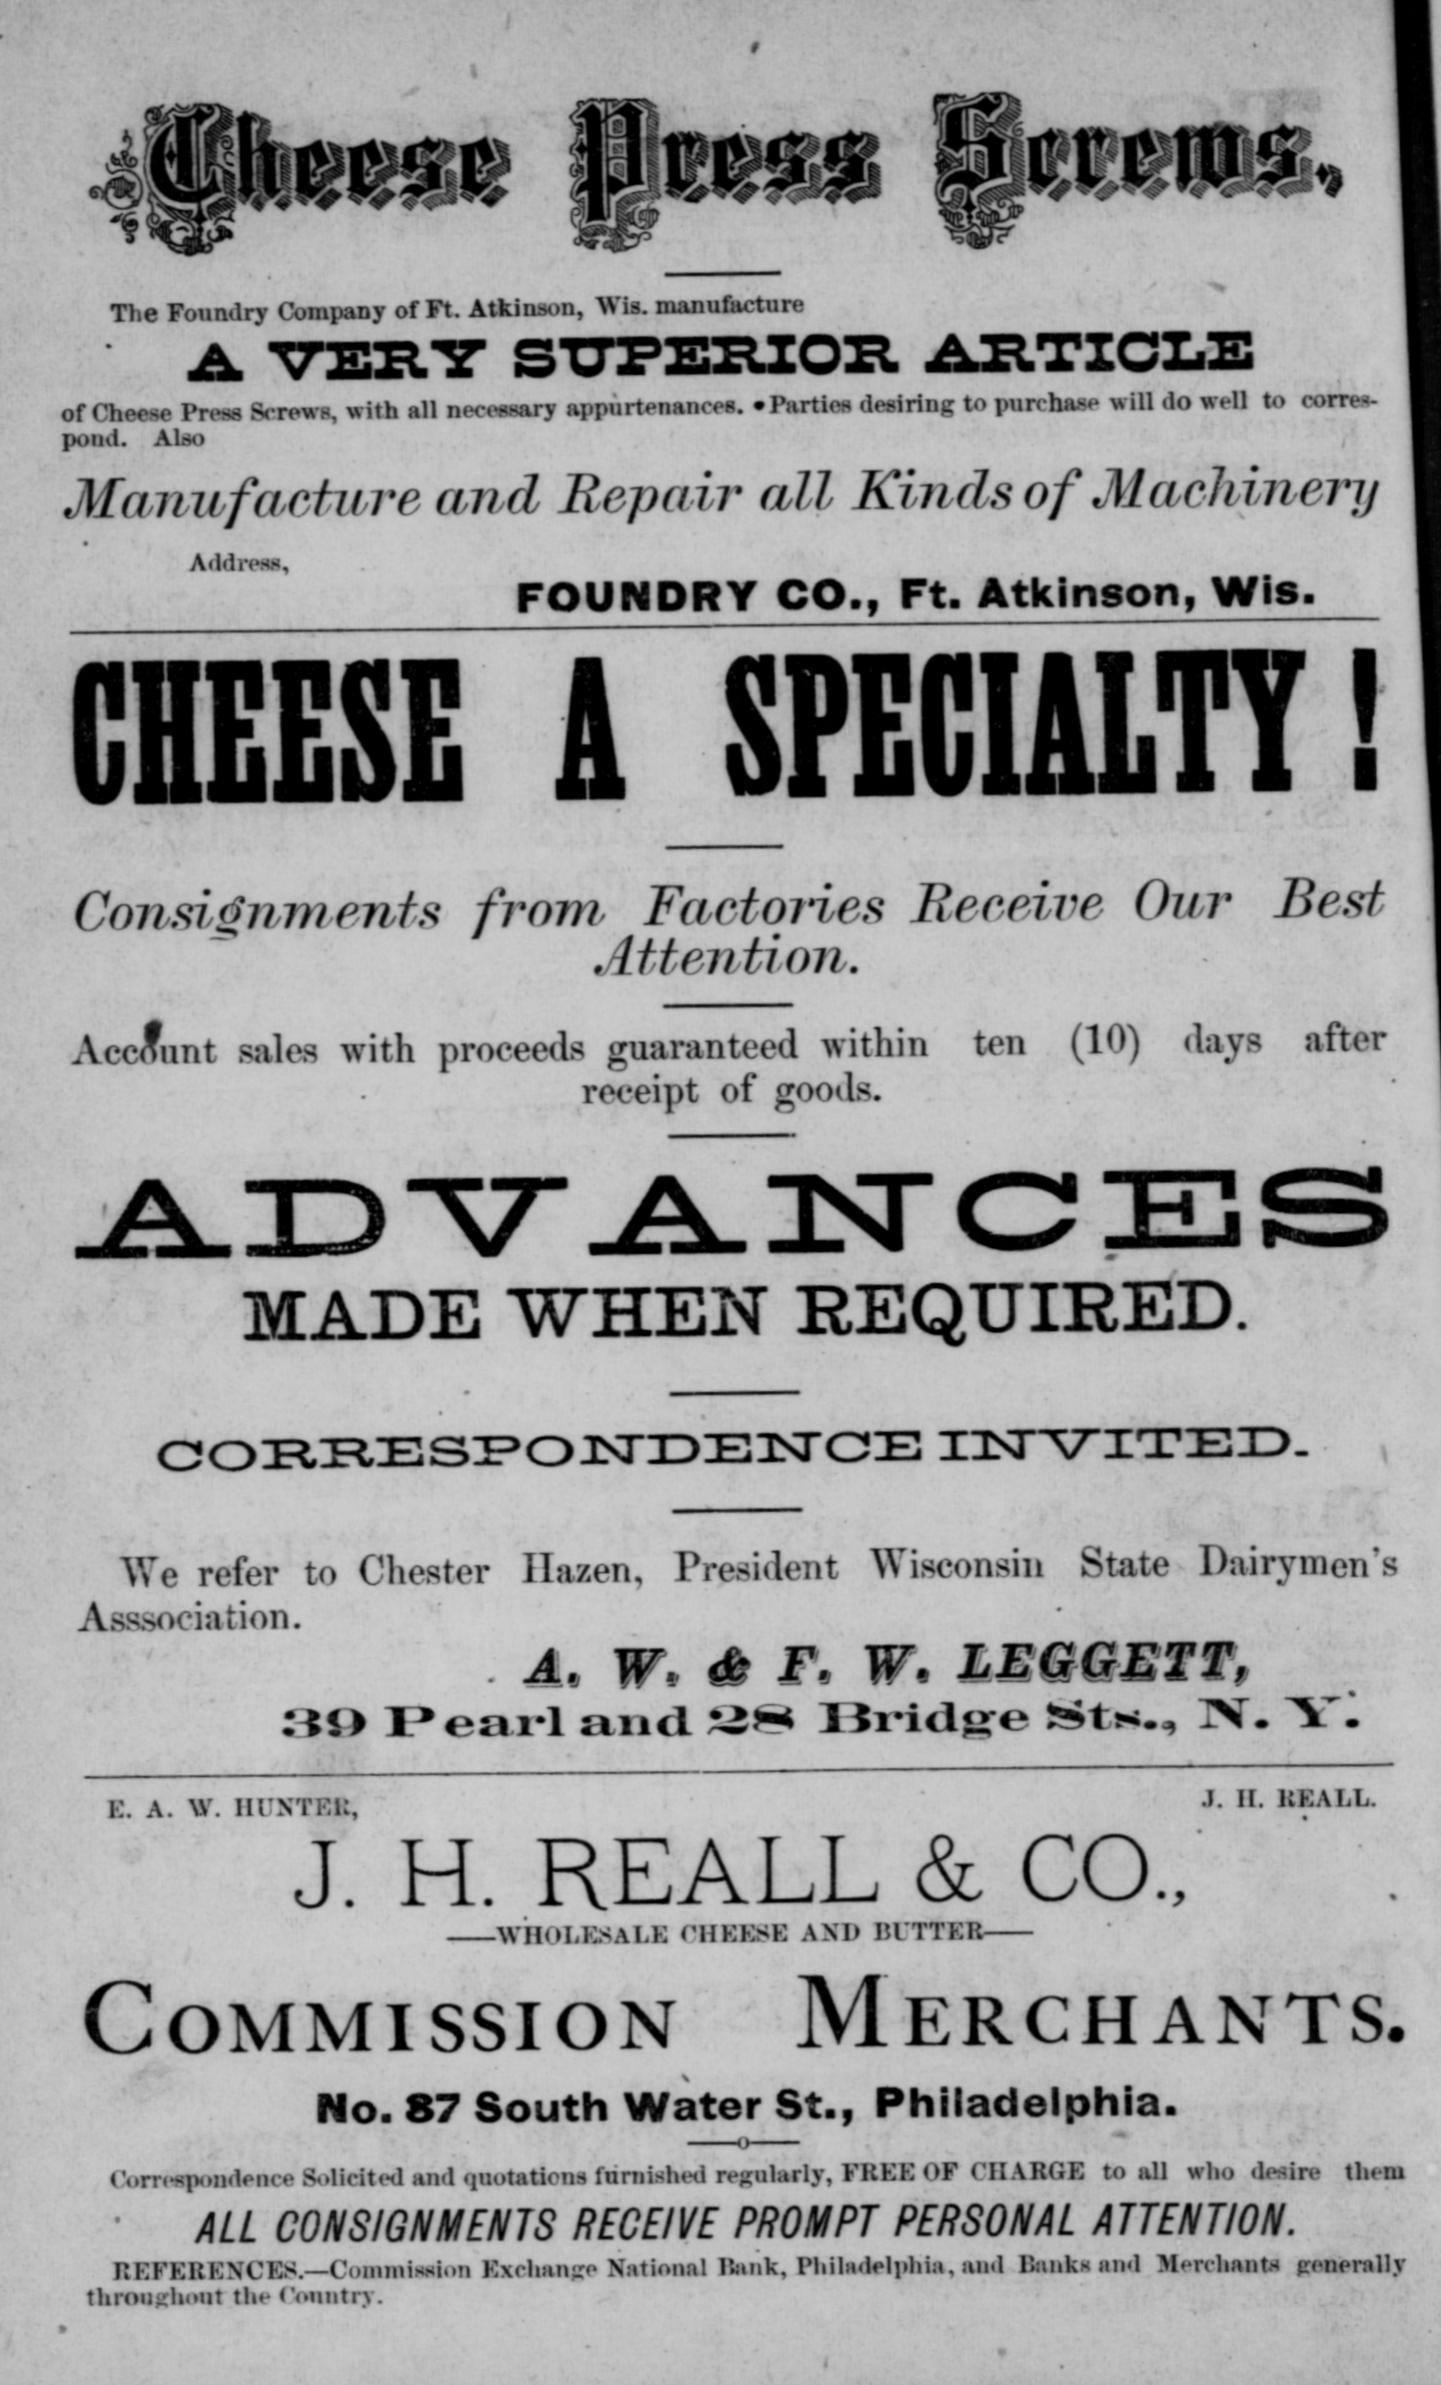 Cheese Press Screws,
The Foundry Company of Ft. Atkinson, Wis. manufacture
A VERY SUPERIOR ARTICLE
of Cheese Press Screws, with all necessary appurtenances. Parties desiring to purchase will do well to corres-
pond. Also
Manufacture and Repair all Kinds of Machinery
Address,
FOUNDRY CO., Ft. Atkinson, Wis.
CHEESE A SPECIALTY!
Consignments from Factories Receive Our Best
Attention.
Account sales with proceeds guaranteed within ten (10) days after
receipt of goods.
ADVANCES
MADE WHEN REQUIRED.
CORRESPONDENCE INVITED.
We refer to Chester Hazen, President Wisconsin State Dairymen's
Asssociation.
A. W. & F. W. LEGGETT,
39 Pearl and 28 Bridge Sts., N. Y.
E. A. W. HUNTER, J. H. REALL.
J. H. REALL & CO.,
—WHOLESALE CHEESE AND BUTTER—
COMMISSION MERCHANTS.
No. 87 South Water St., Philadelphia.
Correspondence Solicited and quotations furnished regularly, FREE OF CHARGE to all who desire them
ALL CONSIGNMENTS RECEIVE PROMPT PERSONAL ATTENTION.
REFERENCES.—Commission Exchange National Bank, Philadelphia, and Banks and Merchants generally
throughout the Country.